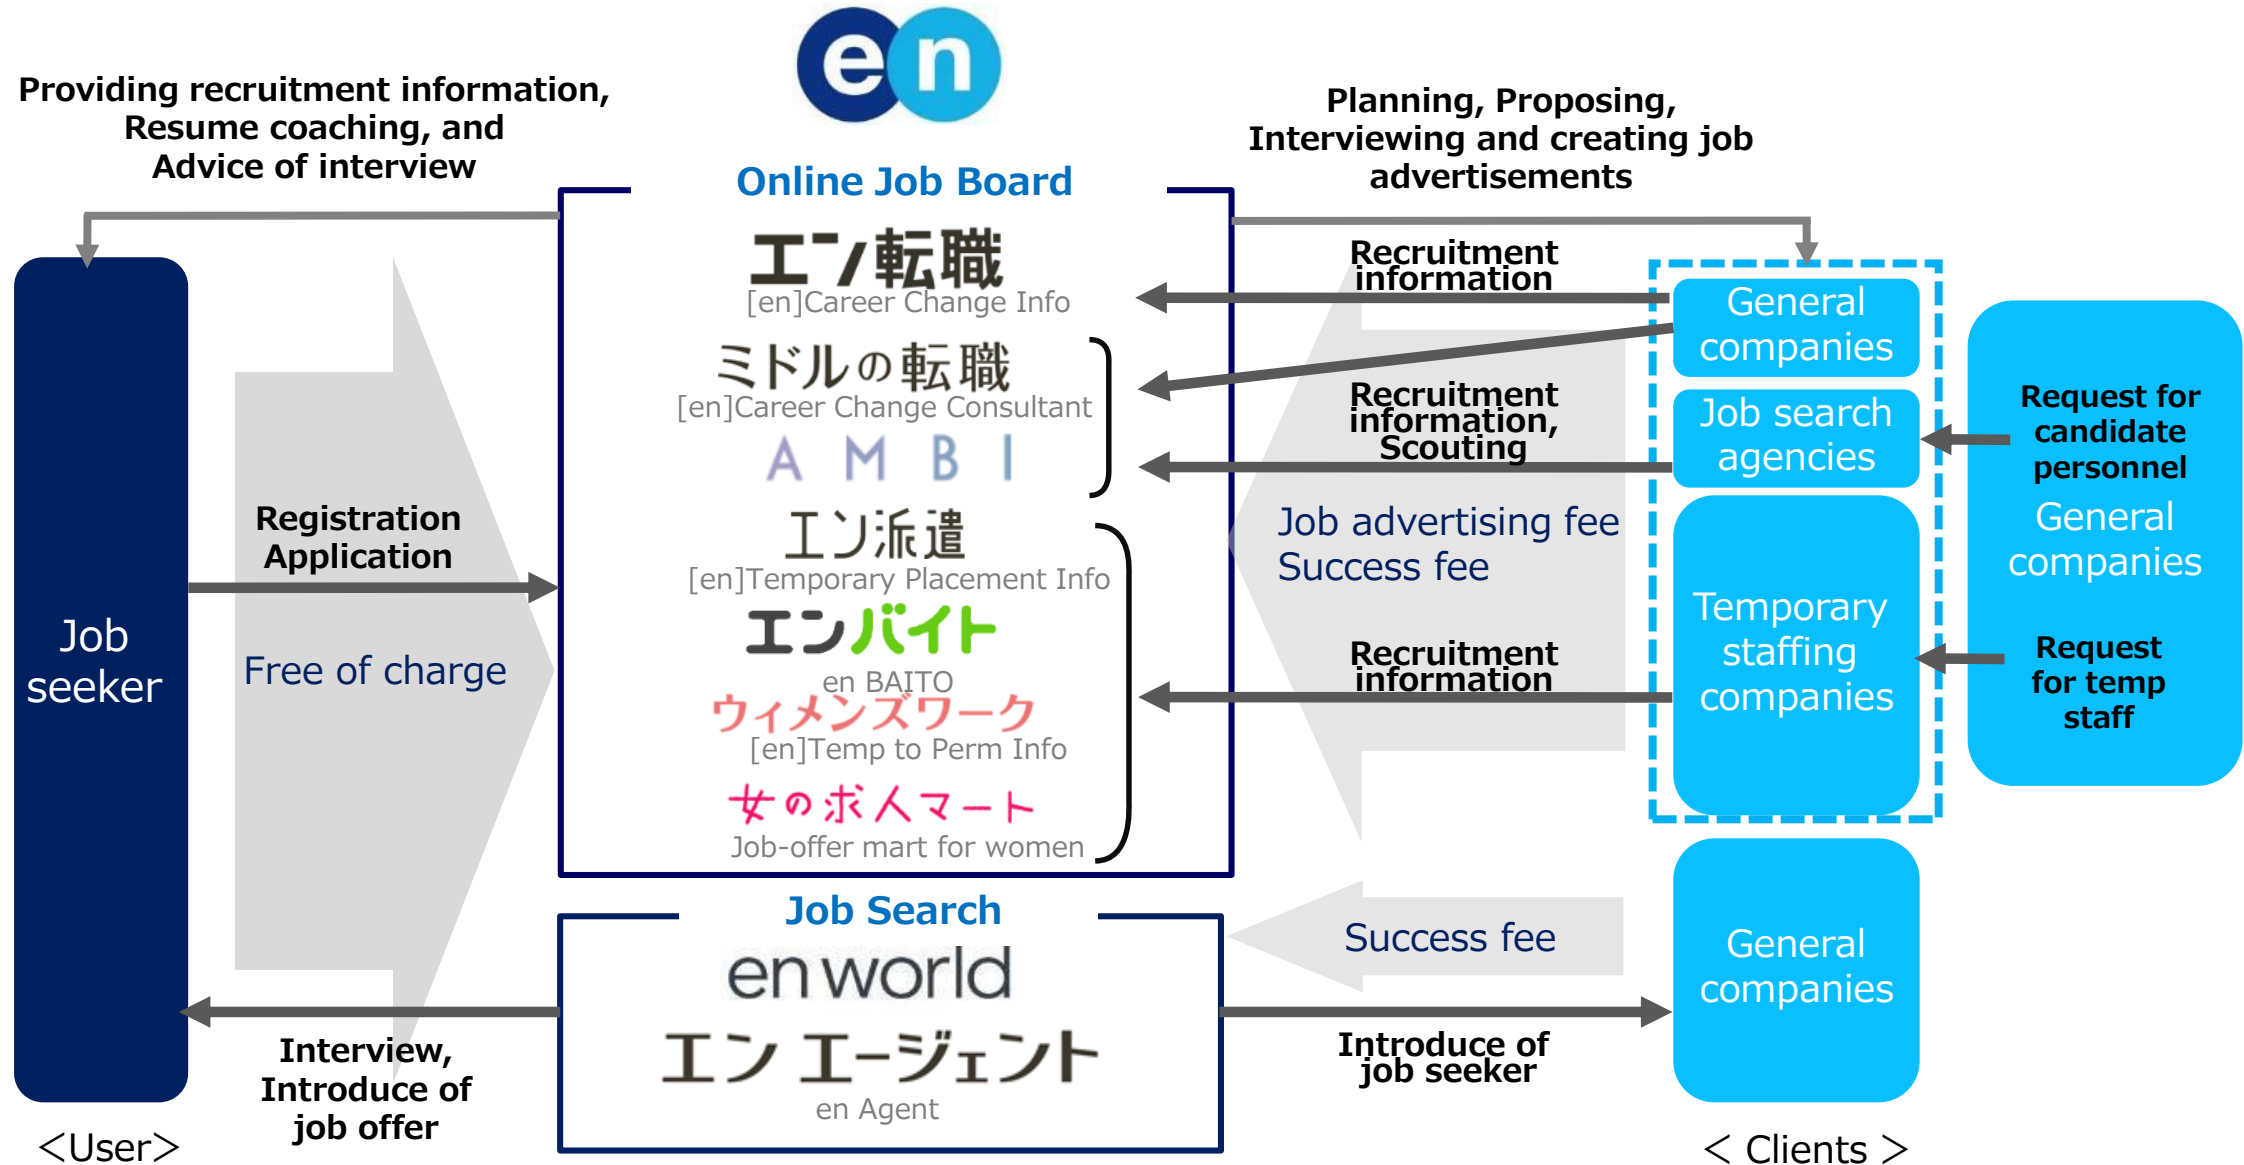 en
Providing recruitment information,
Resume coaching, and
Advice of interview
Planning, Proposing,
Interviewing and creating job
advertisements
Online Job Board
エン転職
[en]Career Change Info
ミドルの転職
[en]Career Change Consultant
AMBI
エン派遣
[en]Temporary Placement Info
エンバイト
en BAITO
ウィメンズワーク
[en]Temp to Perm Info
女の求人マート
Job-offer mart for women
Job Search
en world
エン エージェント
en Agent
Job
seeker
<User>
Registration
Application
Free of charge
Interview,
Introduce of
job offer
Recruitment
information
Recruitment
information,
Scouting
Job advertising fee
Success fee
Recruitment
information
Success fee
Introduce of
job seeker
General
companies
Job search
agencies
Temporary
staffing
companies
General
companies
Request for
candidate
personnel
General
companies
Request
for temp
staff
< Clients >